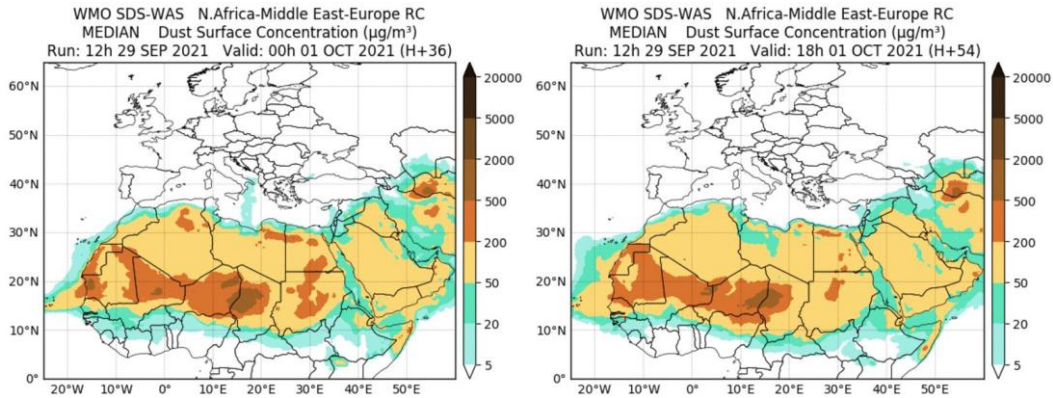 WMO SDS-WAS N.Africa-Middle East-Europe RC
MEDIAN Dust Surface Concentration (µg/m³)
Run: 12h 29 SEP 2021 Valid: 00h 01 OCT 2021 (H+36)
60°N
50°N
40°N
30°N
20°N
10°N
0°
20°W
10°W
0°
10°E
20°E
30°E
40°E
50°E
20000
5000
2000
500
200
50
20
5
WMO SDS-WAS N.Africa-Middle East-Europe RC
MEDIAN Dust Surface Concentration (µg/m³)
Run: 12h 29 SEP 2021 Valid: 18h 01 OCT 2021 (H+54)
60°N
50°N
40°N
30°N
20°N
10°N
0°
20°W
10°W
0°
10°E
20°E
30°E
40°E
50°E
20000
5000
2000
500
200
50
20
5